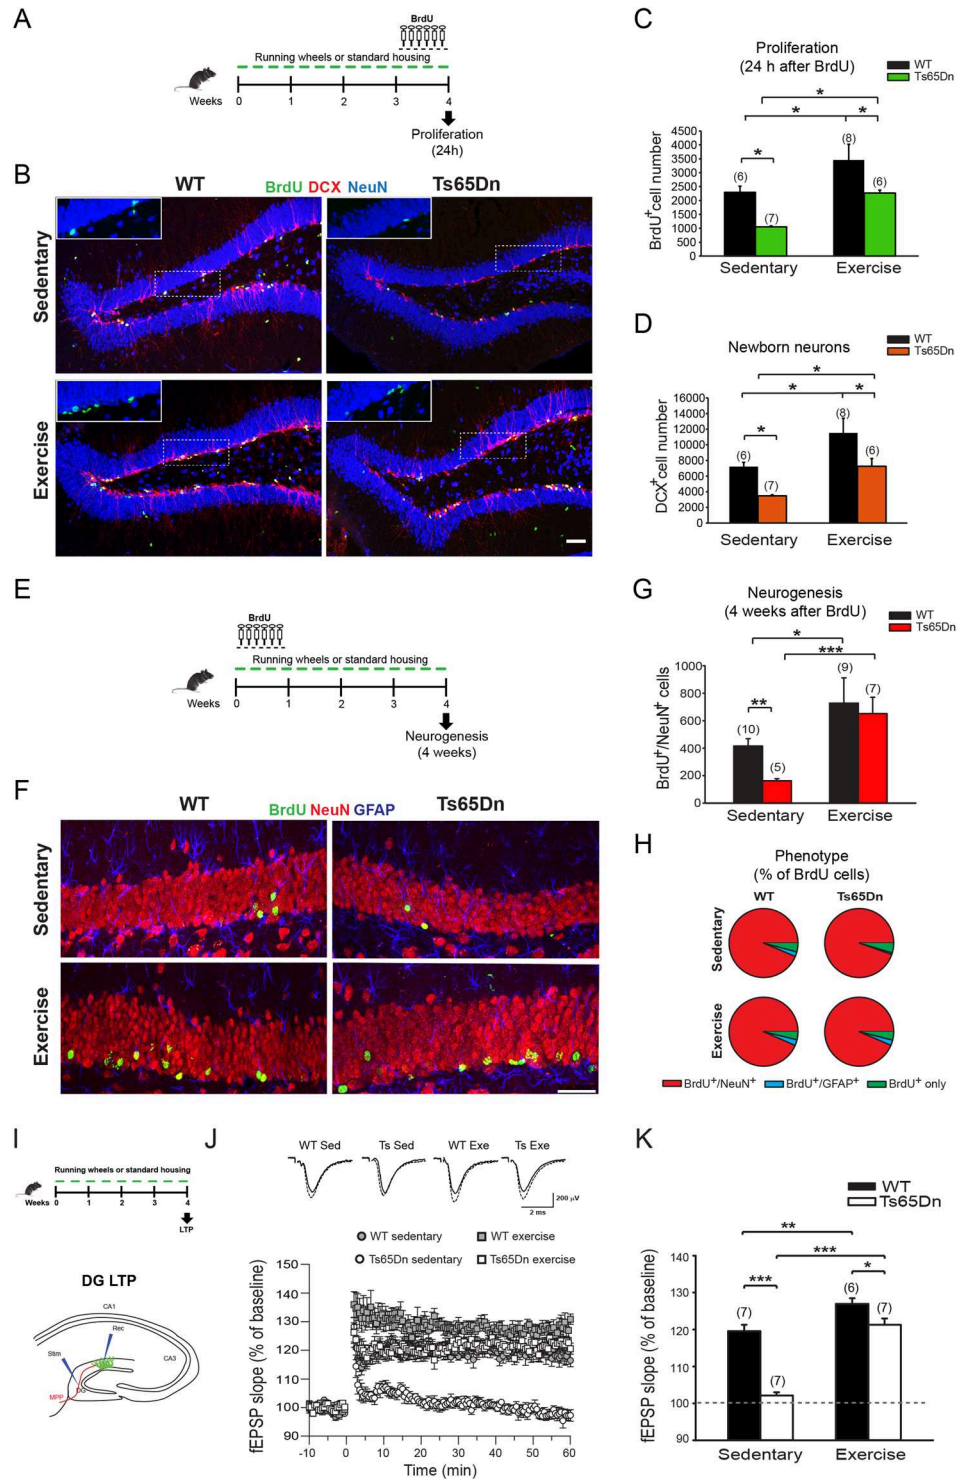 A
BrdU
Running wheels or standard housing
Weeks 0 1 2 3 4
Proliferation
(24h)
B
WT BrdU DCX NeuN Ts65Dn
Sedentary
Exercise
C
Proliferation
(24 h after BrdU)
WT
Ts65Dn
*
* *
*
(6) (7) (8) (6)
BrdU+cell number
4500
4000
3500
3000
2500
2000
1500
1000
500
0
Sedentary Exercise
D
Newborn neurons
WT
Ts65Dn
*
* *
*
(6) (7) (8) (6)
DCX+cell number
16000
14000
12000
10000
8000
6000
4000
2000
0
Sedentary Exercise
E
BrdU
Running wheels or standard housing
Weeks 0 1 2 3 4
Neurogenesis
(4 weeks)
F
WT BrdU NeuN GFAP Ts65Dn
Sedentary
Exercise
G
Neurogenesis
(4 weeks after BrdU)
WT
Ts65Dn
*
***
**
(10) (5) (9) (7)
BrdU+/NeuN+ cells
1000
800
600
400
200
0
Sedentary Exercise
H
Phenotype
(% of BrdU cells)
WT Ts65Dn
Sedentary
Exercise
BrdU+/NeuN+ BrdU+/GFAP+ BrdU+ only
I
Running wheels or standard housing
Weeks 0 1 2 3 4
LTP
DG LTP
CA1
Rec
Stim
CA3
DG
MPP
J
WT Sed Ts Sed WT Exe Ts Exe
200 µV
2 ms
WT sedentary WT exercise
Ts65Dn sedentary Ts65Dn exercise
fEPSP slope (% of baseline)
150
140
130
120
110
100
90
-10 0 10 20 30 40 50 60
Time (min)
K
WT
Ts65Dn
**
***
*** *
(7) (7) (6) (7)
fEPSP slope (% of baseline)
140
130
120
110
100
90
Sedentary Exercise